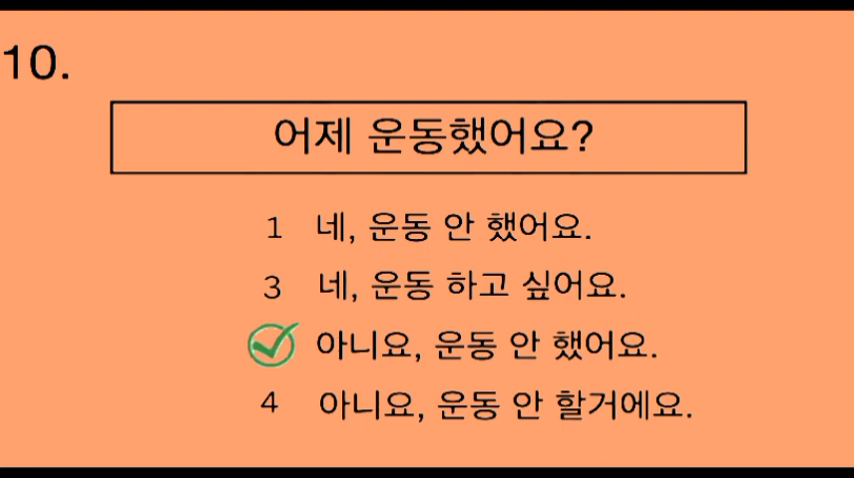 10.
어제 운동했어요?
1 네, 운동 안 했어요.
3 네, 운동 하고 싶어요.
아니요, 운동 안 했어요.
4 아니요, 운동 안 할거에요.